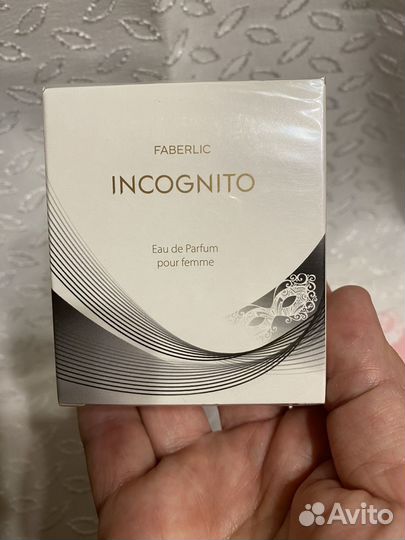 FABERLIC
INCOGNITO
Eau de Parfum
pour femme
Avito